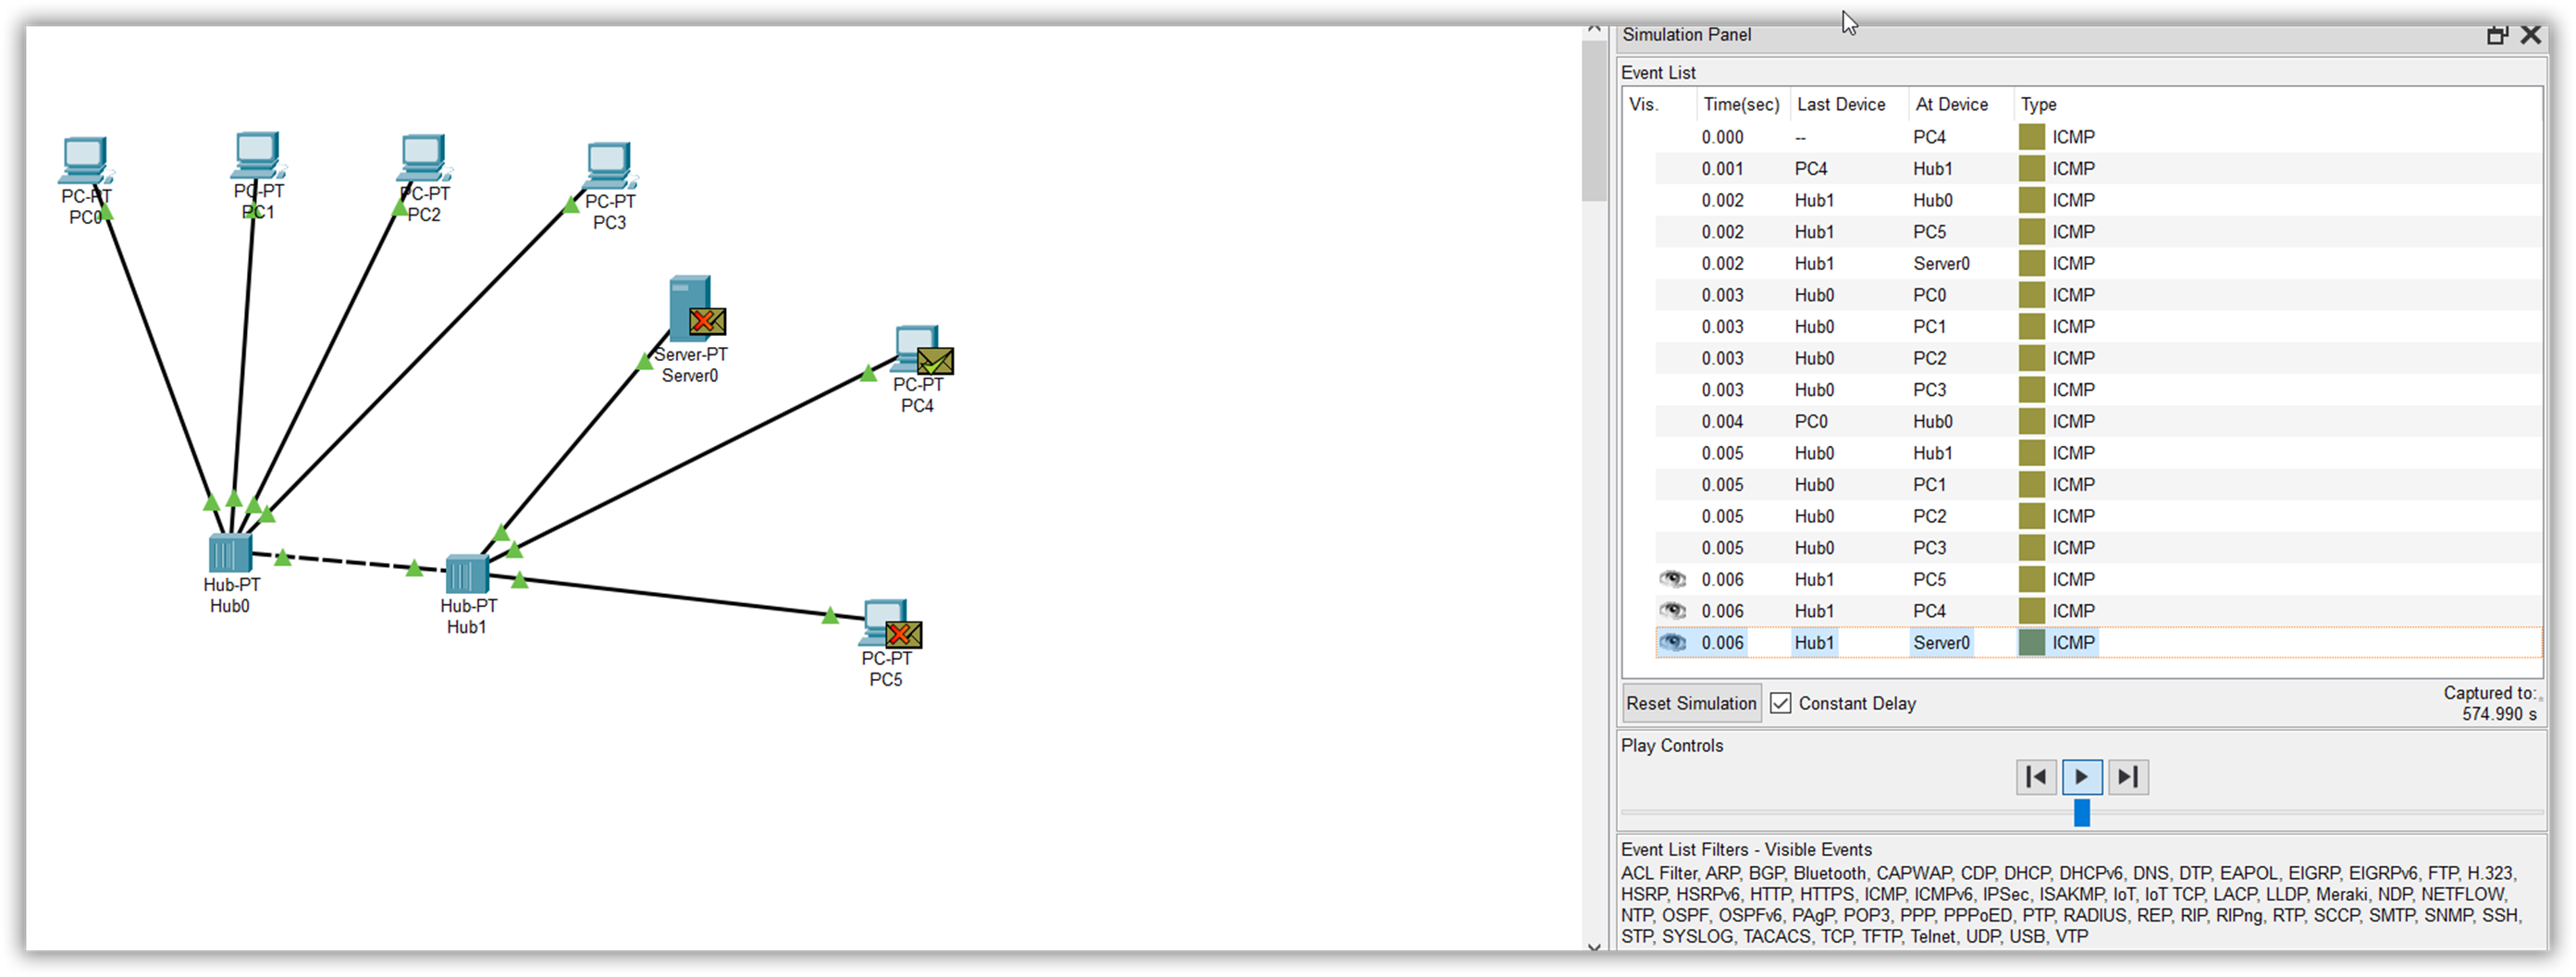 PC-PT
PC0
PC-PT
PC1
PC-PT
PC2
PC-PT
PC3
Server-PT
Server0
PC-PT
PC4
Hub-PT
Hub0
Hub-PT
Hub1
PC-PT
PC5
Simulation Panel
Event List
Vis. Time(sec) Last Device At Device Type
0.000 -- PC4 ICMP
0.001 PC4 Hub1 ICMP
0.002 Hub1 Hub0 ICMP
0.002 Hub1 PC5 ICMP
0.002 Hub1 Server0 ICMP
0.003 Hub0 PC0 ICMP
0.003 Hub0 PC1 ICMP
0.003 Hub0 PC2 ICMP
0.003 Hub0 PC3 ICMP
0.004 PC0 Hub0 ICMP
0.005 Hub0 Hub1 ICMP
0.005 Hub0 PC1 ICMP
0.005 Hub0 PC2 ICMP
0.005 Hub0 PC3 ICMP
0.006 Hub1 PC5 ICMP
0.006 Hub1 PC4 ICMP
0.006 Hub1 Server0 ICMP
Reset Simulation Constant Delay
Captured to:
574.990 s
Play Controls
Event List Filters - Visible Events
ACL Filter, ARP, BGP, Bluetooth, CAPWAP, CDP, DHCP, DHCPv6, DNS, DTP, EAPOL, EIGRP, EIGRPv6, FTP, H.323,
HSRP, HSRPv6, HTTP, HTTPS, ICMP, ICMPv6, IPSec, ISAKMP, IoT, IoT TCP, LACP, LLDP, Meraki, NDP, NETFLOW,
NTP, OSPF, OSPFv6, PAgP, POP3, PPP, PPPoED, PTP, RADIUS, REP, RIP, RIPng, RTP, SCCP, SMTP, SNMP, SSH,
STP, SYSLOG, TACACS, TCP, TFTP, Telnet, UDP, USB, VTP